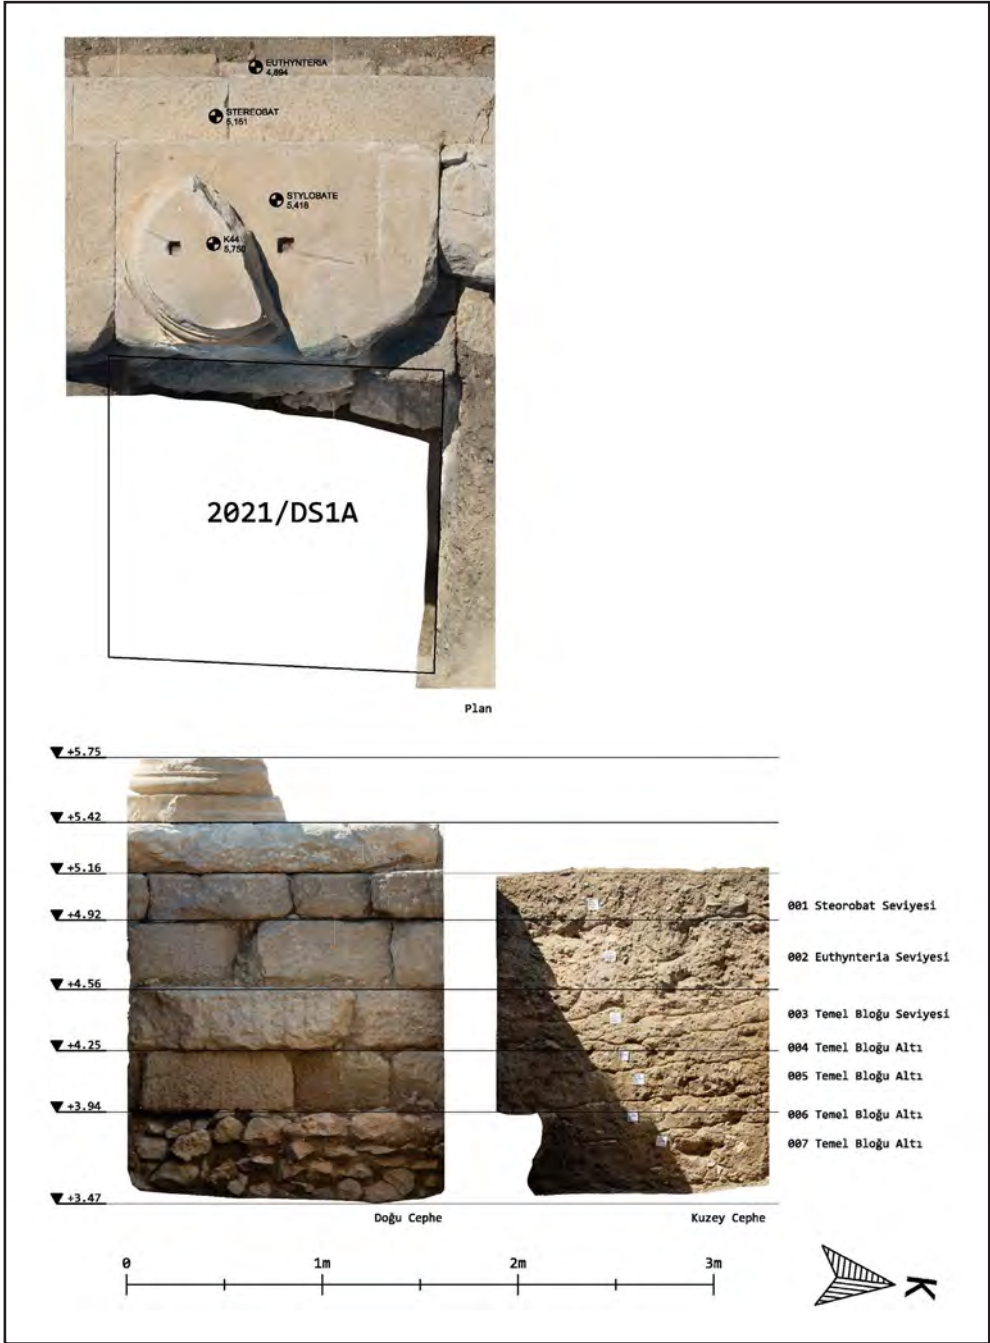 EUTHYNTERIA
4,894
STEREOBAT
5,151
STYLOBATE
5,418
K44
5,750
2021/DS1A
Plan
+5.75
+5.42
+5.16
+4.92
+4.56
+4.25
+3.94
+3.47
001 Steorobat Seviyesi
002 Euthynteria Seviyesi
003 Temel Bloğu Seviyesi
004 Temel Bloğu Altı
005 Temel Bloğu Altı
006 Temel Bloğu Altı
007 Temel Bloğu Altı
Doğu Cephe
Kuzey Cephe
0 1m 2m 3m
K